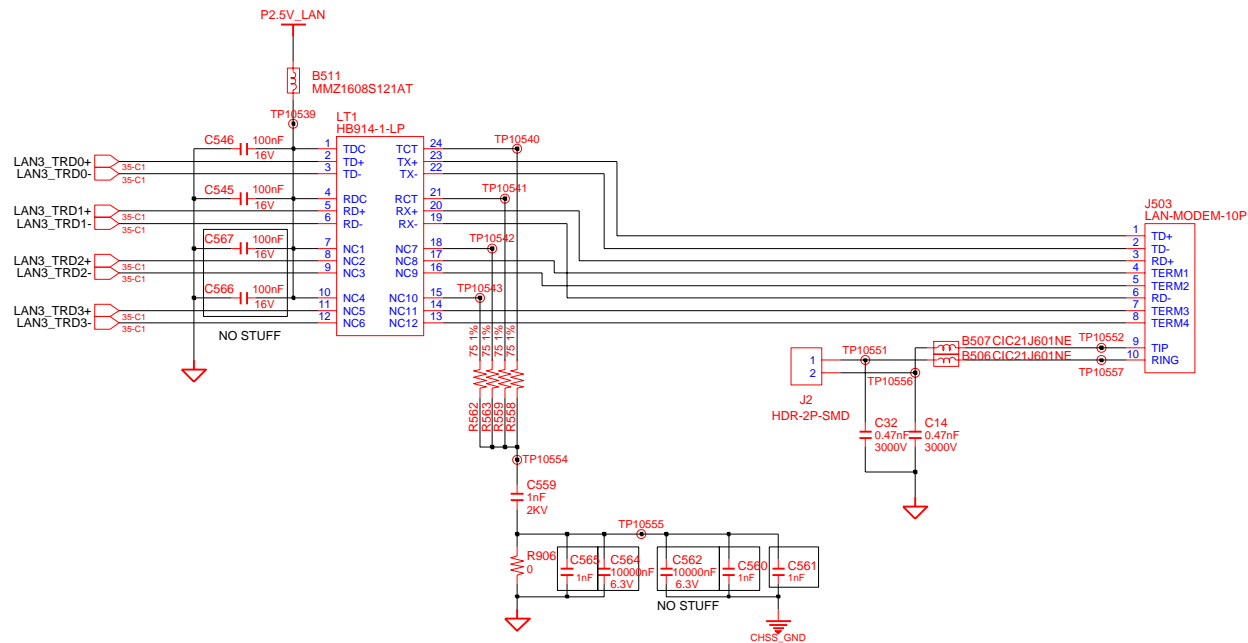 P2.5V_LAN
B511
MMZ1608S121AT
TP10539
LT1
HB914-1-LP
C546
100nF
16V
C545
100nF
16V
C567
100nF
16V
C566
100nF
16V
NO STUFF
LAN3_TRD0+
35-C1
LAN3_TRD0-
35-C1
LAN3_TRD1+
35-C1
LAN3_TRD1-
35-C1
LAN3_TRD2+
35-C1
LAN3_TRD2-
35-C1
LAN3_TRD3+
35-C1
LAN3_TRD3-
35-C1
1 TDC TCT 24
2 TD+ TX+ 23
3 TD- TX- 22
4 RDC RCT 21
5 RD+ RX+ 20
6 RD- RX- 19
7 NC1 NC7 18
8 NC2 NC8 17
9 NC3 NC9 16
10 NC4 NC10 15
11 NC5 NC11 14
12 NC6 NC12 13
TP10540
TP10541
TP10542
TP10543
75 1%
75 1%
75 1%
75 1%
R562
R563
R559
R558
TP10554
C559
1nF
2KV
TP10555
R906
0
C565
1nF
C564
10000nF
6.3V
C562
10000nF
6.3V
C560
1nF
C561
1nF
NO STUFF
CHSS_GND
J503
LAN-MODEM-10P
1 TD+
2 TD-
3 RD+
4 TERM1
5 TERM2
6 RD-
7 TERM3
8 TERM4
9 TIP
10 RING
B507 CIC21J601NE
TP10552
B506 CIC21J601NE
TP10557
TP10551
TP10556
1
2
J2
HDR-2P-SMD
C32
0.47nF
3000V
C14
0.47nF
3000V